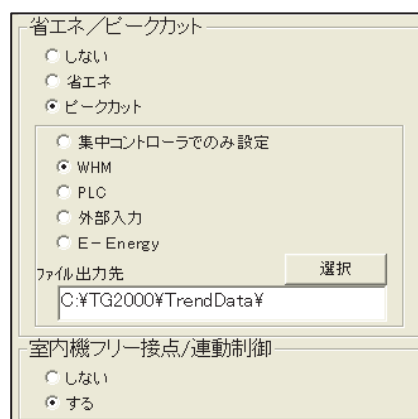 省エネ／ピークカット
しない
省エネ
ピークカット
集中コントローラでのみ設定
WHM
PLC
外部入力
E－Energy
ファイル出力先
選択
C:¥TG2000¥TrendData¥
室内機フリー接点/連動制御
しない
する